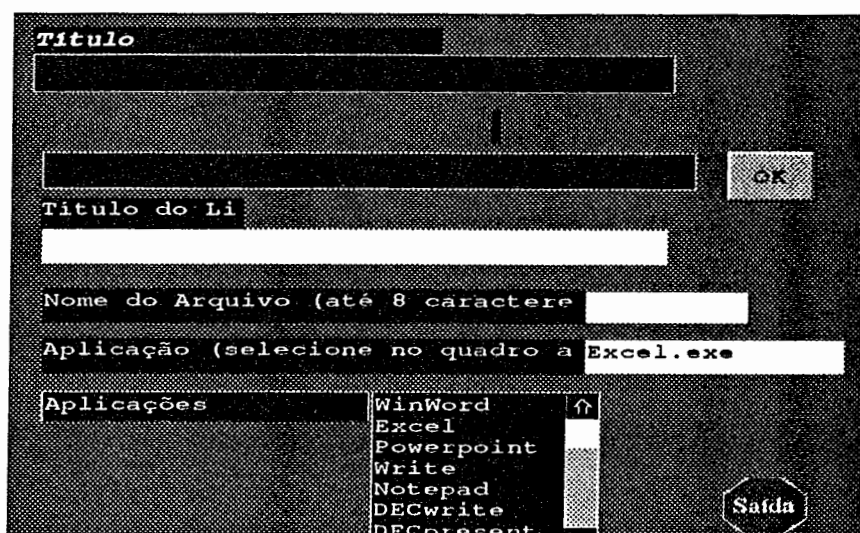 Título
OK
Título do Li
Nome do Arquivo (até 8 caractere
Aplicação (selecione no quadro a Excel.exe
Aplicações
WinWord
Excel
Powerpoint
Write
Notepad
DECwrite
DECpresent
Saída